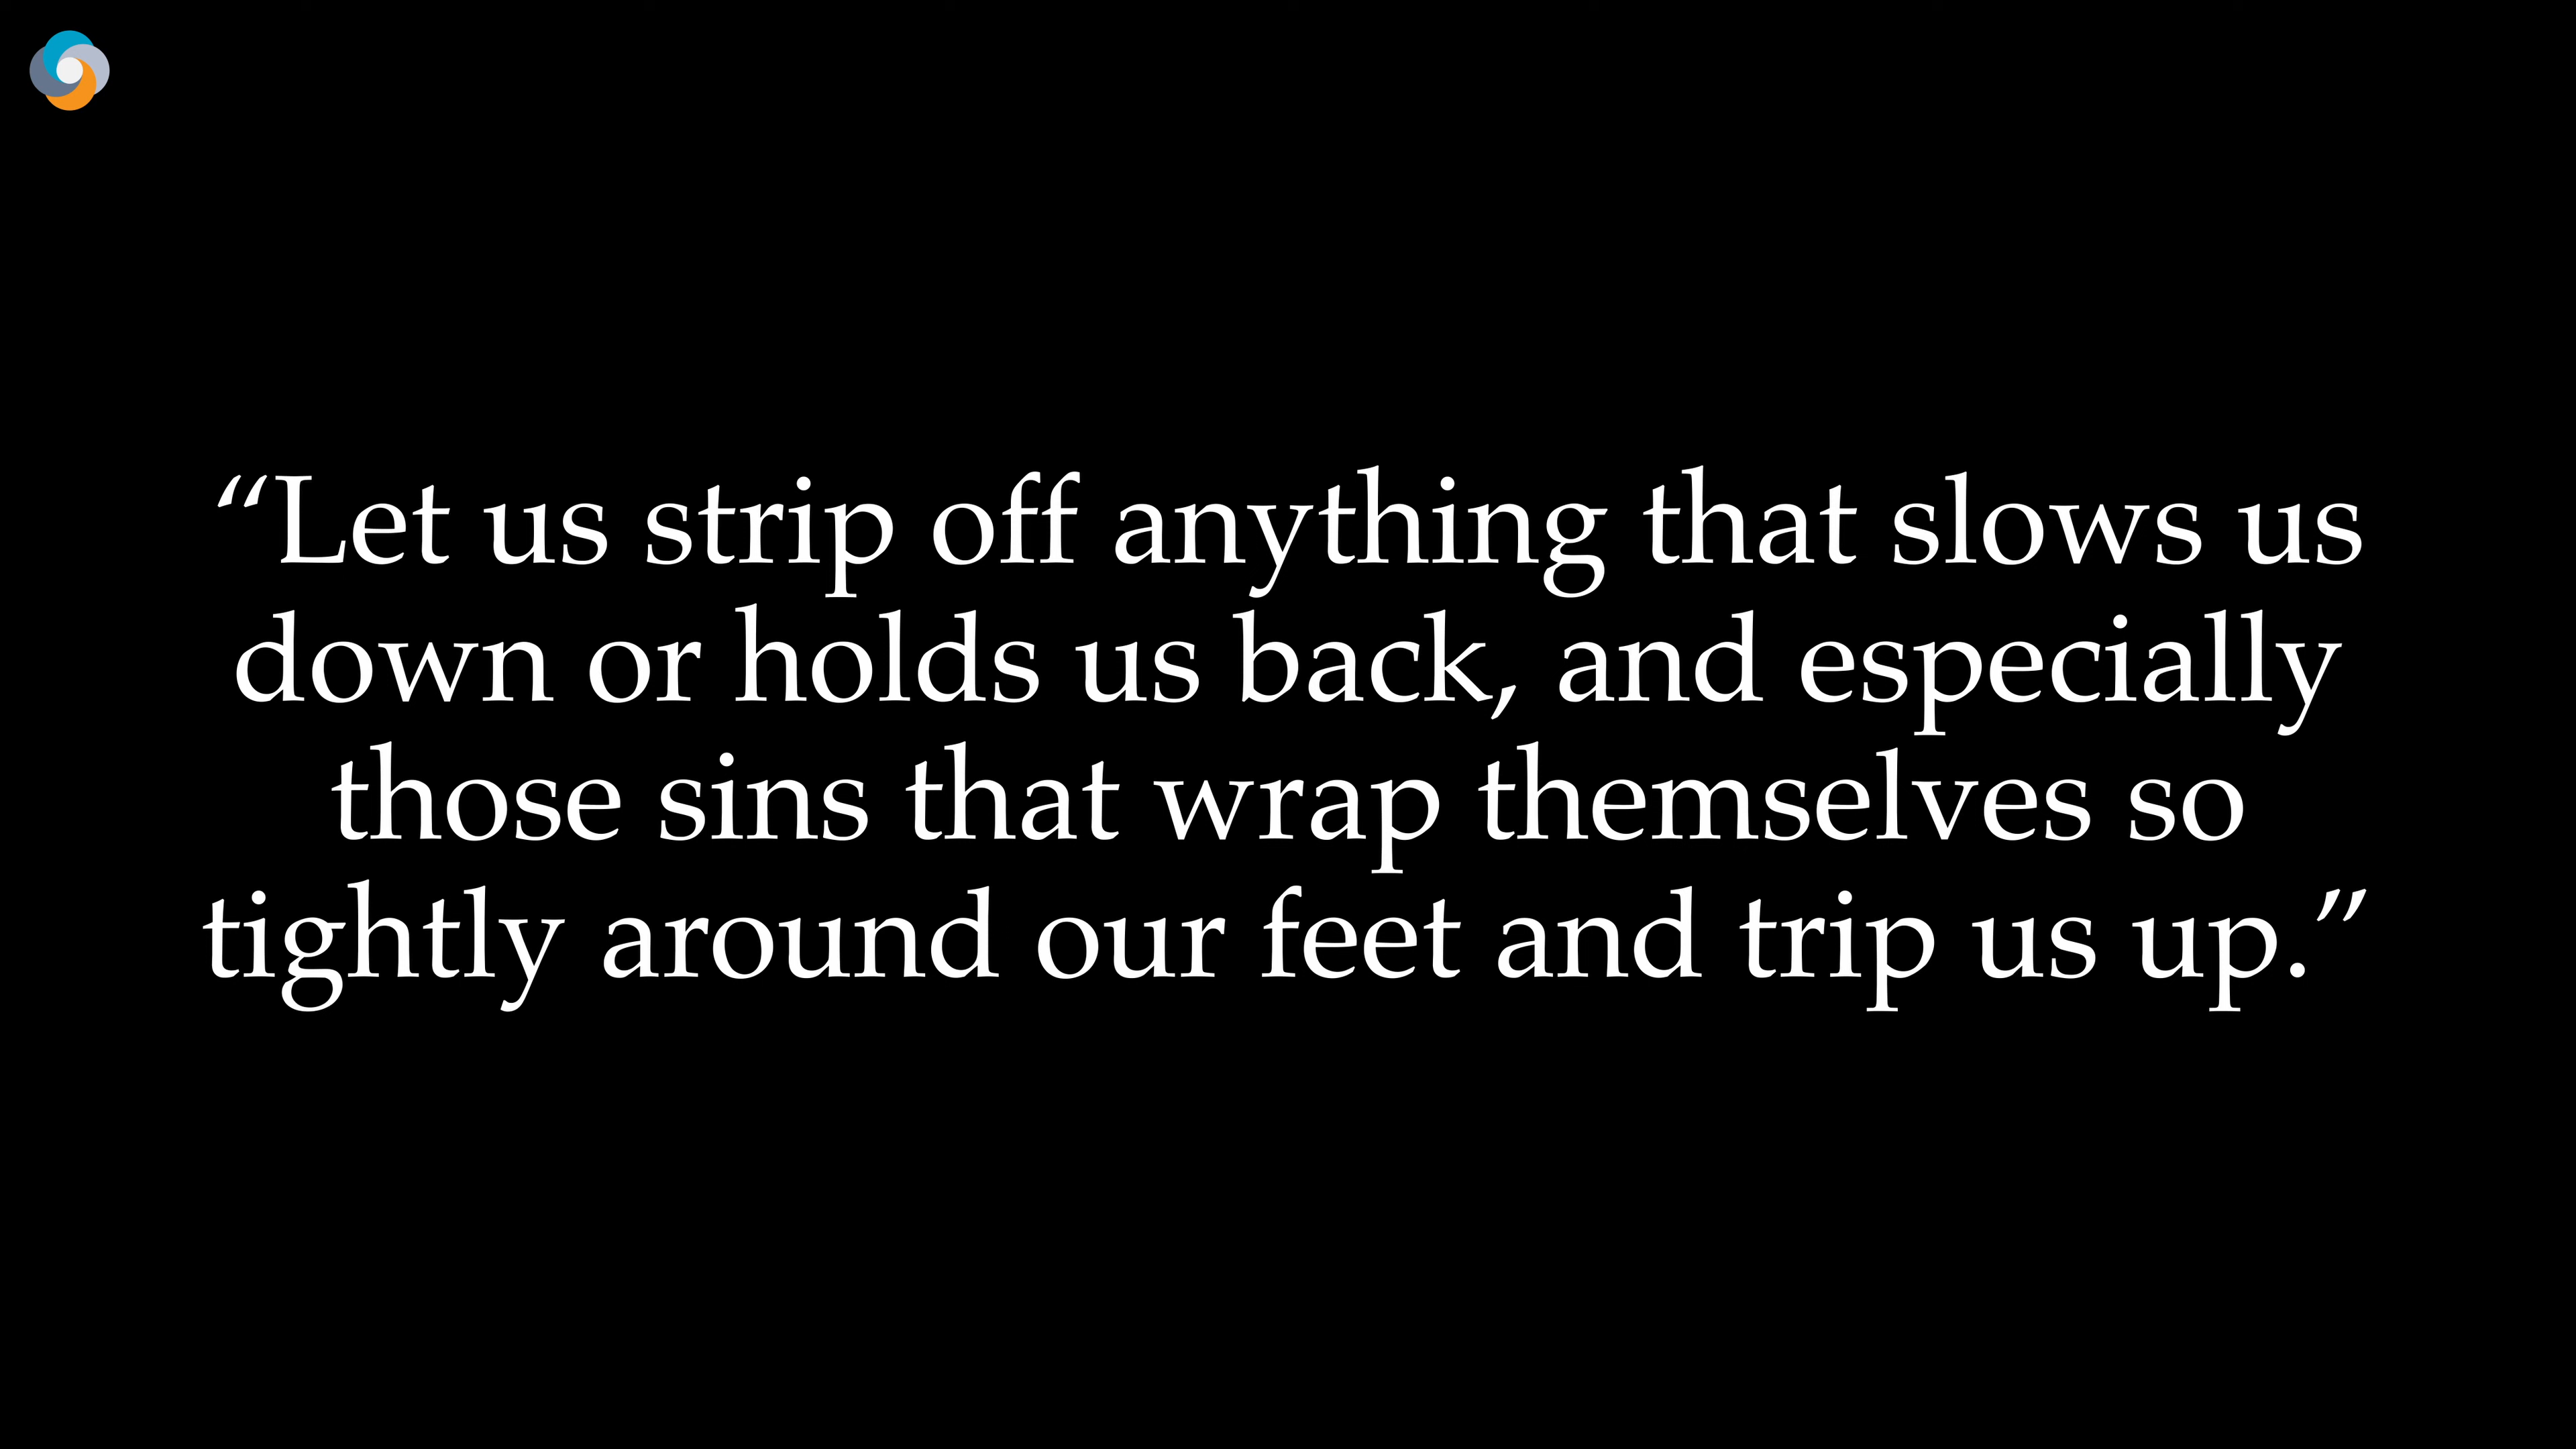 “Let us strip off anything that slows us
down or holds us back, and especially
those sins that wrap themselves so
tightly around our feet and trip us up.”